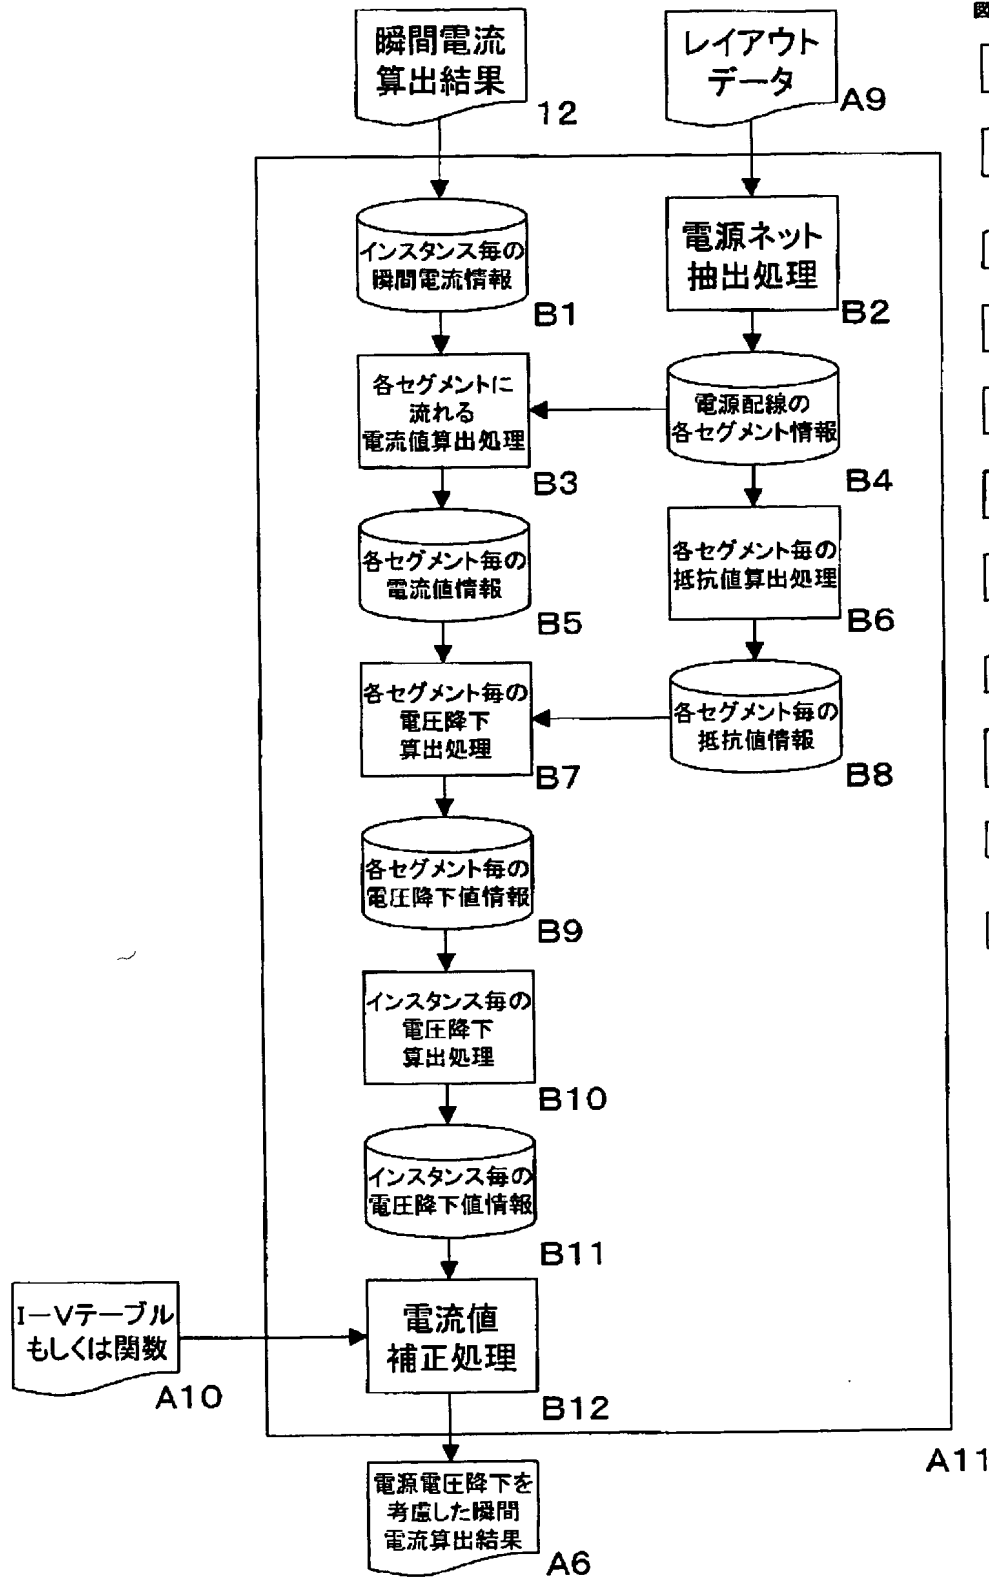 図
瞬間電流
算出結果
12
レイアウト
データ
A9
インスタンス毎の
瞬間電流情報
B1
電源ネット
抽出処理
B2
各セグメントに
流れる
電流値算出処理
B3
電源配線の
各セグメント情報
B4
各セグメント毎の
電流値情報
B5
各セグメント毎の
抵抗値算出処理
B6
各セグメント毎の
電圧降下
算出処理
B7
各セグメント毎の
抵抗値情報
B8
各セグメント毎の
電圧降下値情報
B9
インスタンス毎の
電圧降下
算出処理
B10
インスタンス毎の
電圧降下値情報
B11
I－Vテーブル
もしくは関数
A10
電流値
補正処理
B12
A11
電源電圧降下を
考慮した瞬間
電流算出結果
A6